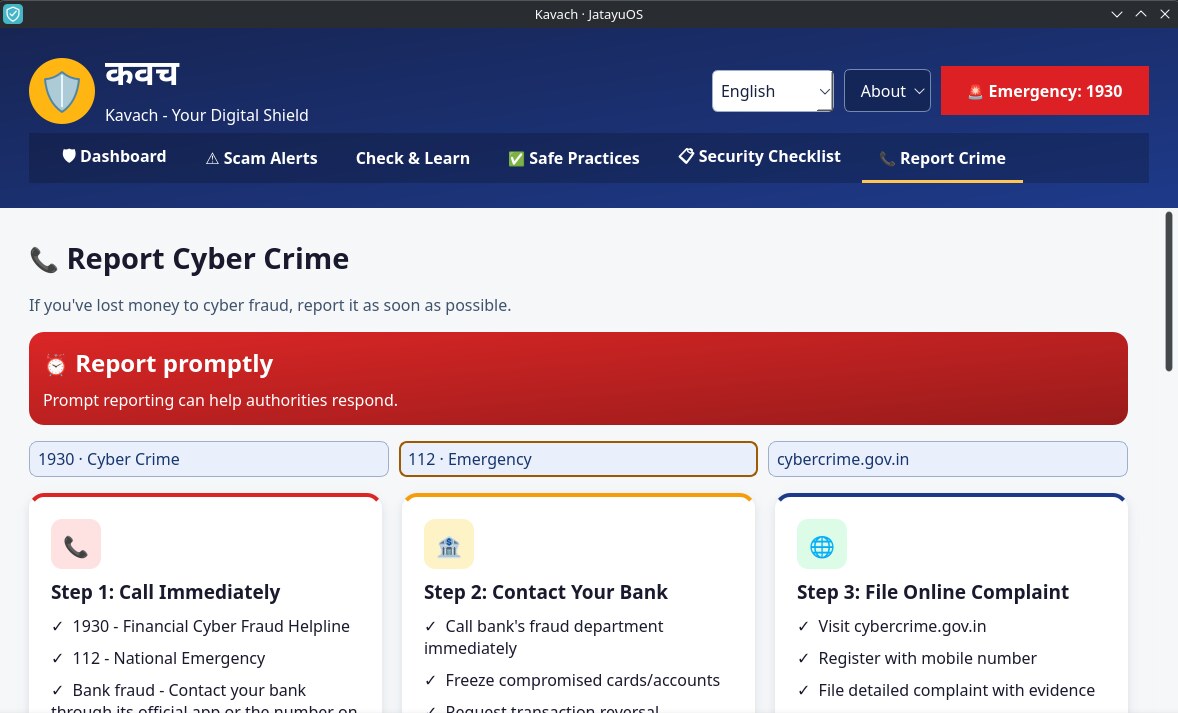 Kavach · JatayuOS
कवच
Kavach - Your Digital Shield
English
About
🚨 Emergency: 1930
🛡 Dashboard
⚠ Scam Alerts
Check & Learn
✅ Safe Practices
📋 Security Checklist
📞 Report Crime
📞 Report Cyber Crime
If you've lost money to cyber fraud, report it as soon as possible.
⏰ Report promptly
Prompt reporting can help authorities respond.
1930 · Cyber Crime
112 · Emergency
cybercrime.gov.in
Step 1: Call Immediately
✓ 1930 - Financial Cyber Fraud Helpline
✓ 112 - National Emergency
✓ Bank fraud - Contact your bank
through its official app or the number on
Step 2: Contact Your Bank
✓ Call bank's fraud department
immediately
✓ Freeze compromised cards/accounts
✓ Request transaction reversal
Step 3: File Online Complaint
✓ Visit cybercrime.gov.in
✓ Register with mobile number
✓ File detailed complaint with evidence